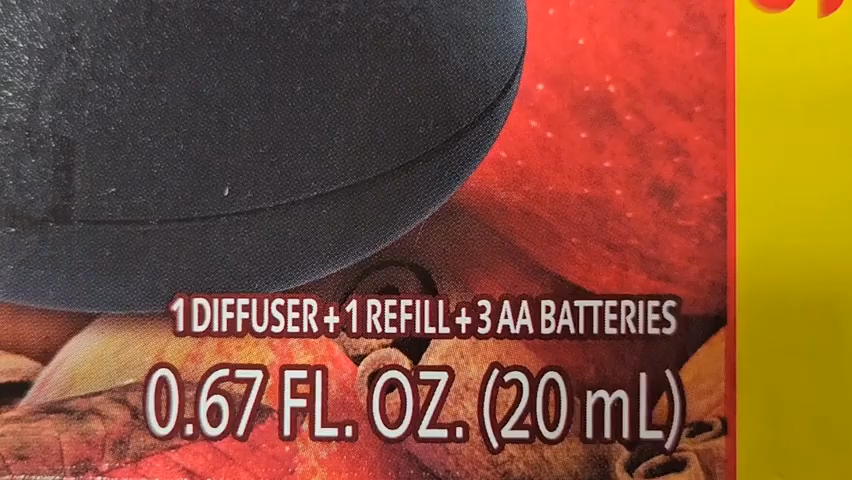 1 DIFFUSER + 1 REFILL + 3 AA BATTERIES
0.67 FL. OZ. (20 mL)